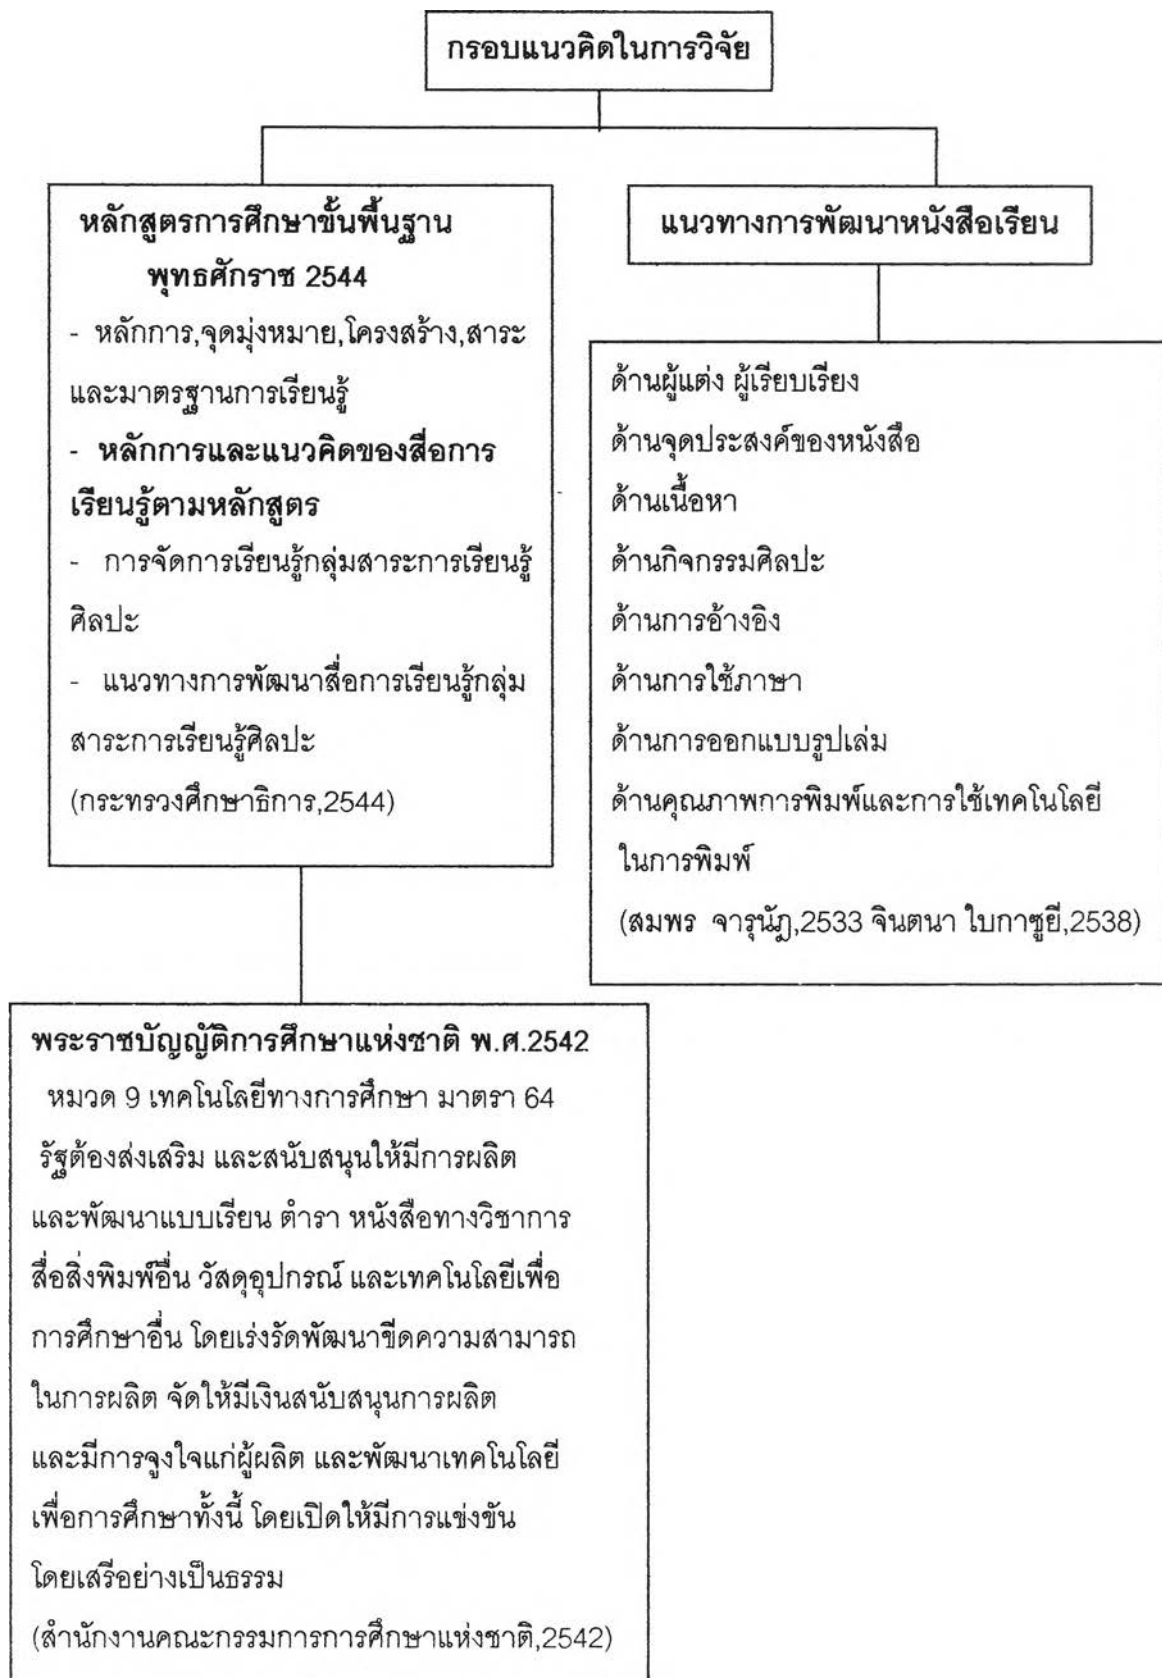 กรอบแนวคิดในการวิจัย
หลักสูตรการศึกษาขั้นพื้นฐาน
พุทธศักราช 2544
- หลักการ,จุดมุ่งหมาย,โครงสร้าง,สาระ
และมาตรฐานการเรียนรู้
- หลักการและแนวคิดของสื่อการ
เรียนรู้ตามหลักสูตร
- การจัดการเรียนรู้กลุ่มสาระการเรียนรู้
ศิลปะ
- แนวทางการพัฒนาสื่อการเรียนรู้กลุ่ม
สาระการเรียนรู้ศิลปะ
(กระทรวงศึกษาธิการ,2544)
แนวทางการพัฒนาหนังสือเรียน
ด้านผู้แต่ง ผู้เรียบเรียง
ด้านจุดประสงค์ของหนังสือ
ด้านเนื้อหา
ด้านกิจกรรมศิลปะ
ด้านการอ้างอิง
ด้านการใช้ภาษา
ด้านการออกแบบรูปเล่ม
ด้านคุณภาพการพิมพ์และการใช้เทคโนโลยี
ในการพิมพ์
(สมพร จารุนัฎ,2533 จินตนา ใบกาซูยี,2538)
พระราชบัญญัติการศึกษาแห่งชาติ พ.ศ.2542
หมวด 9 เทคโนโลยีทางการศึกษา มาตรา 64
รัฐต้องส่งเสริม และสนับสนุนให้มีการผลิต
และพัฒนาแบบเรียน ตำรา หนังสือทางวิชาการ
สื่อสิ่งพิมพ์อื่น วัสดุอุปกรณ์ และเทคโนโลยีเพื่อ
การศึกษาอื่น โดยเร่งรัดพัฒนาขีดความสามารถ
ในการผลิต จัดให้มีเงินสนับสนุนการผลิต
และมีการจูงใจแก่ผู้ผลิต และพัฒนาเทคโนโลยี
เพื่อการศึกษาทั้งนี้ โดยเปิดให้มีการแข่งขัน
โดยเสรีอย่างเป็นธรรม
(สำนักงานคณะกรรมการการศึกษาแห่งชาติ,2542)